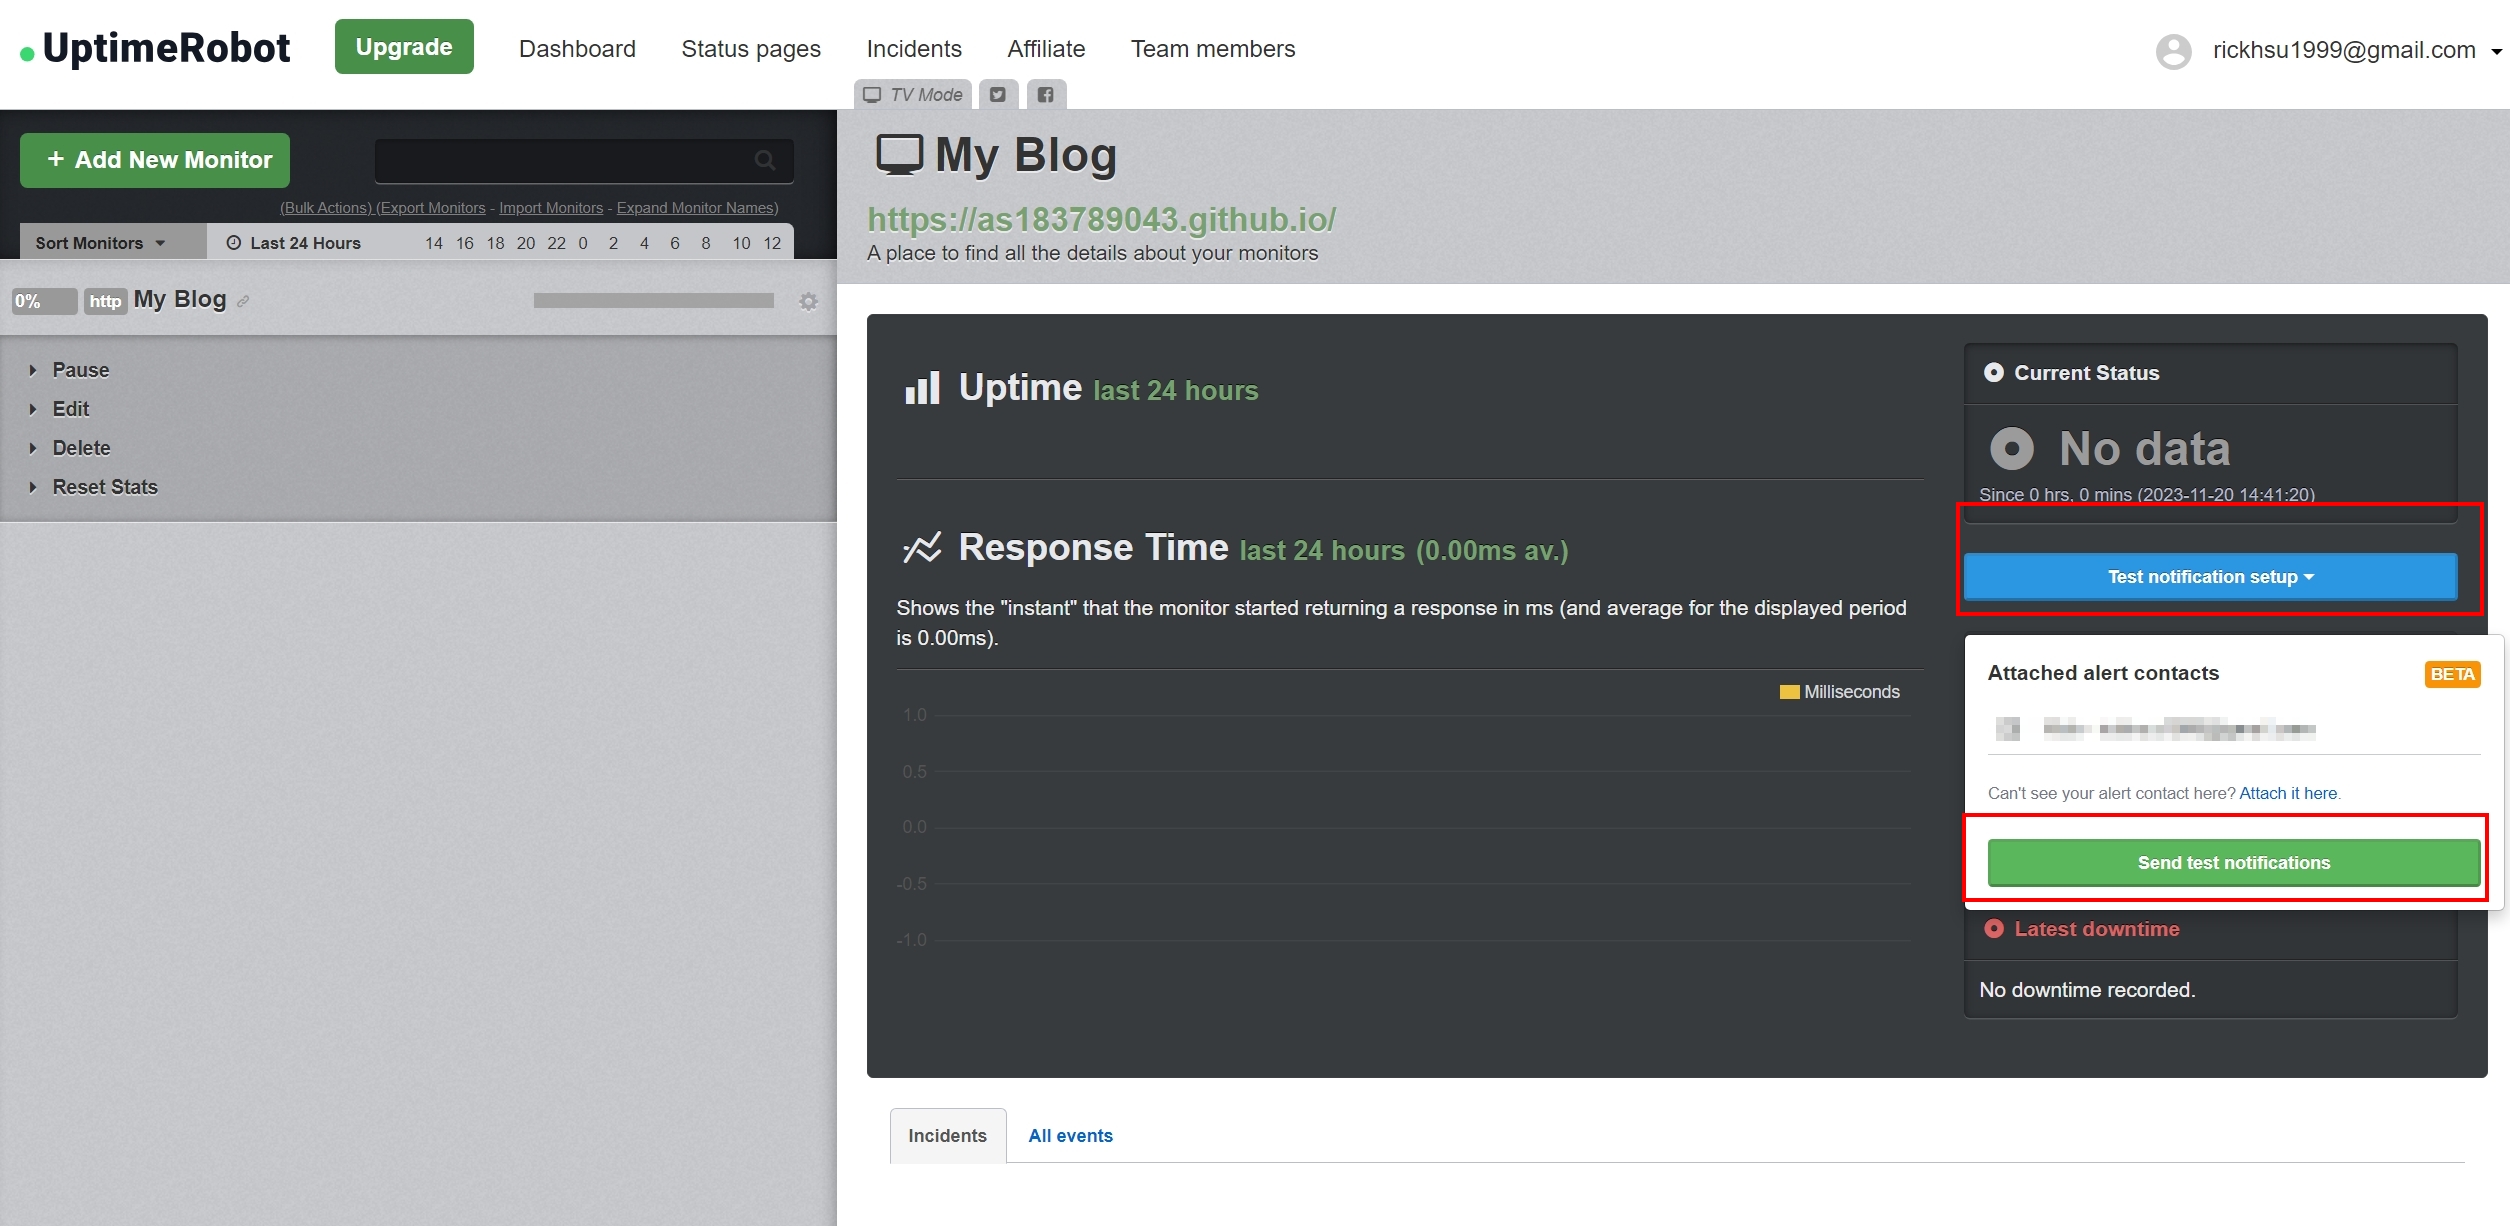 UptimeRobot
Upgrade
Dashboard
Status pages
Incidents
Affiliate
Team members
rickhsu1999@gmail.com
TV Mode
+ Add New Monitor
(Bulk Actions) (Export Monitors - Import Monitors - Expand Monitor Names)
Sort Monitors
Last 24 Hours
14 16 18 20 22 0 2 4 6 8 10 12
0% http My Blog
Pause
Edit
Delete
Reset Stats
My Blog
https://as183789043.github.io/
A place to find all the details about your monitors
Uptime last 24 hours
Response Time last 24 hours (0.00ms av.)
Shows the "instant" that the monitor started returning a response in ms (and average for the displayed period
is 0.00ms).
Milliseconds
1.0
0.5
0.0
-0.5
-1.0
Current Status
No data
Since 0 hrs, 0 mins (2023-11-20 14:41:20)
Test notification setup
Attached alert contacts
BETA
Can't see your alert contact here? Attach it here.
Send test notifications
Latest downtime
No downtime recorded.
Incidents
All events